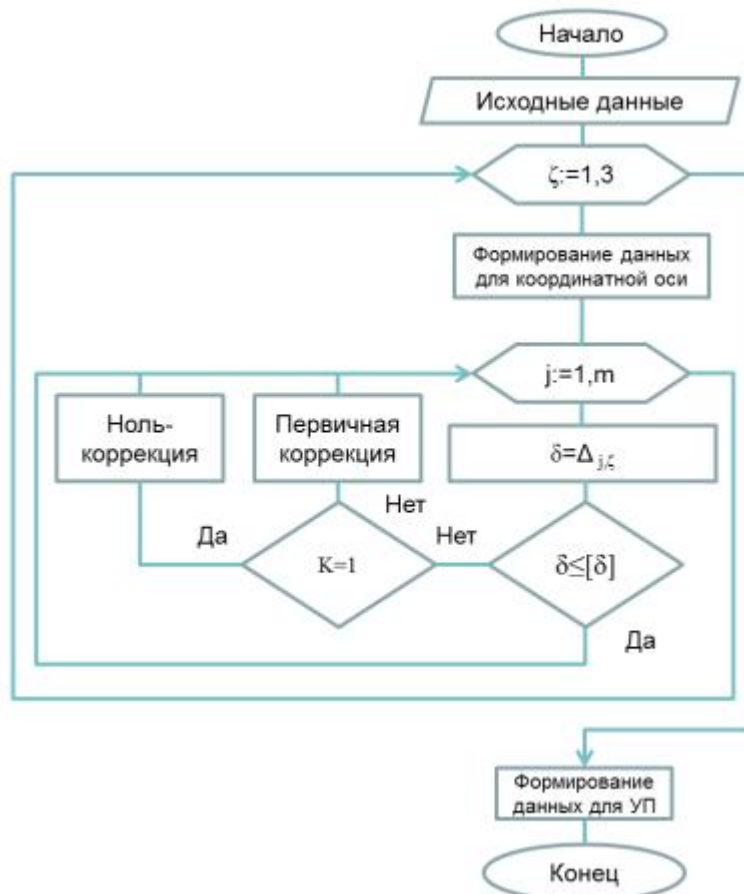 Начало
Исходные данные
ζ:=1,3
Формирование данных
для координатной оси
j:=1,m
Ноль-
коррекция
Первичная
коррекция
δ=Δ j,ζ
Да
Нет
Нет
K=1
δ≤[δ]
Да
Формирование
данных для УП
Конец